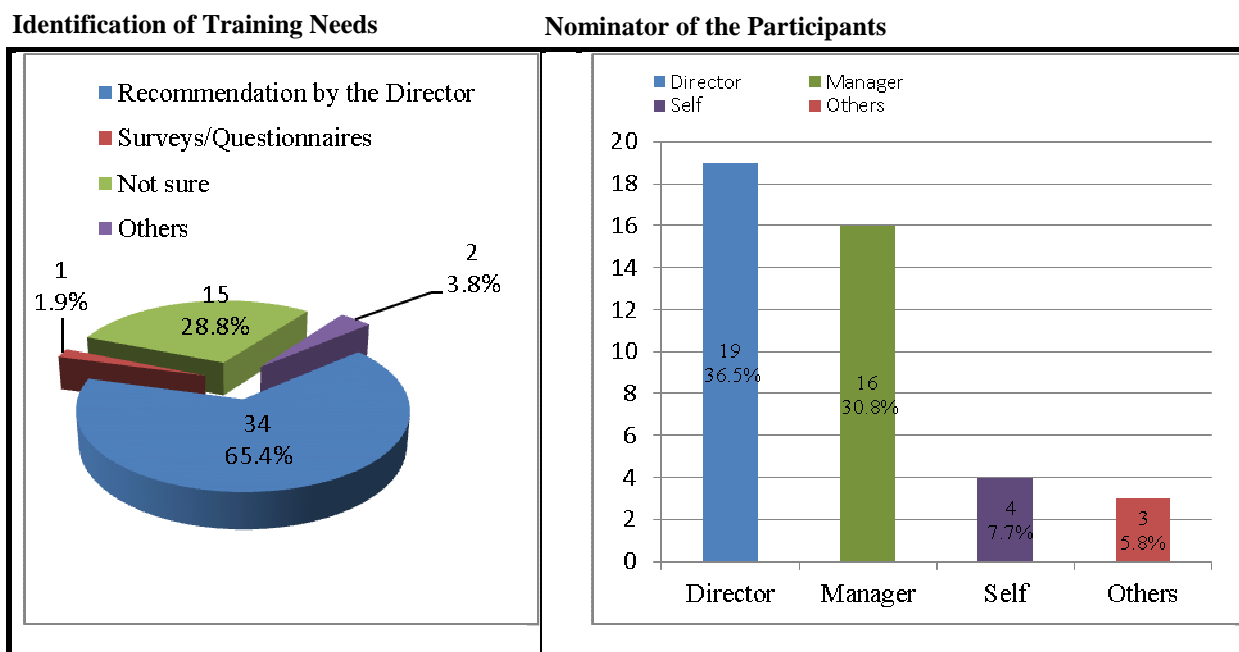 Identification of Training Needs
Nominator of the Participants
Recommendation by the Director
Surveys/Questionnaires
Not sure
Others
1
1.9%
15
28.8%
2
3.8%
34
65.4%
Director
Manager
Self
Others
20
18
16
14
12
10
8
6
4
2
0
19
36.5%
16
30.8%
4
7.7%
3
5.8%
Director
Manager
Self
Others